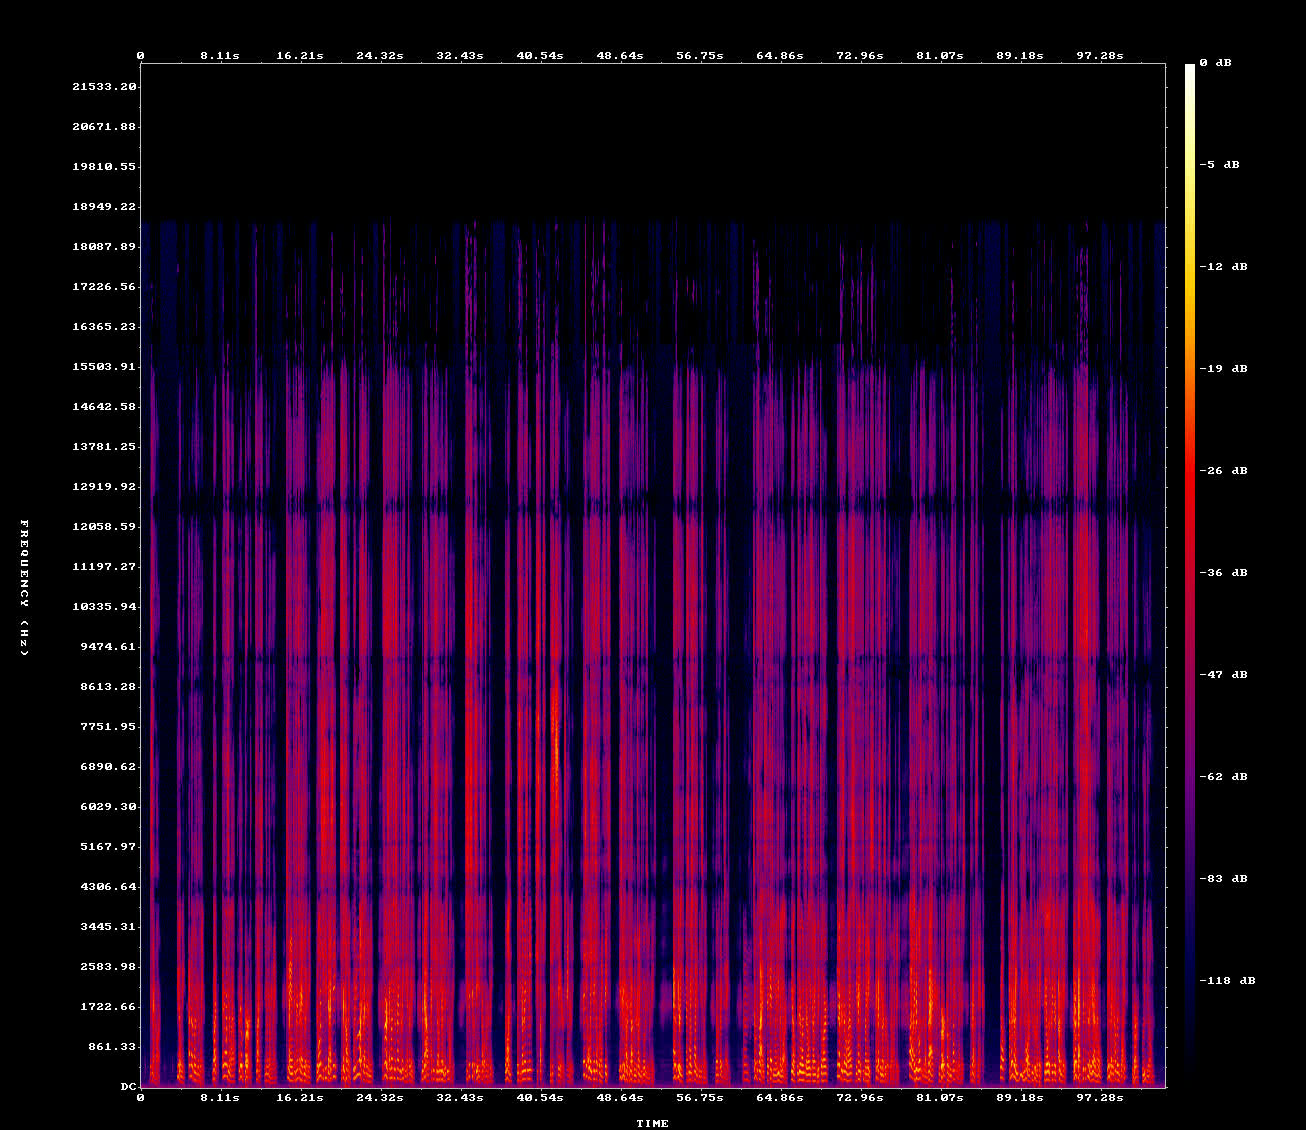 0 8.11s 16.21s 24.32s 32.43s 40.54s 48.64s 56.75s 64.86s 72.96s 81.07s 89.18s 97.28s
0 dB
21533.20
20671.88
19810.55
-5 dB
18949.22
18087.89
-12 dB
17226.56
16365.23
15503.91
-19 dB
14642.58
13781.25
-26 dB
12919.92
12058.59
11197.27
-36 dB
10335.94
9474.61
8613.28
-47 dB
7751.95
6890.62
-62 dB
6029.30
5167.97
4306.64
-83 dB
3445.31
2583.98
-118 dB
1722.66
861.33
DC
FREQUENCY (Hz)
0 8.11s 16.21s 24.32s 32.43s 40.54s 48.64s 56.75s 64.86s 72.96s 81.07s 89.18s 97.28s
TIME